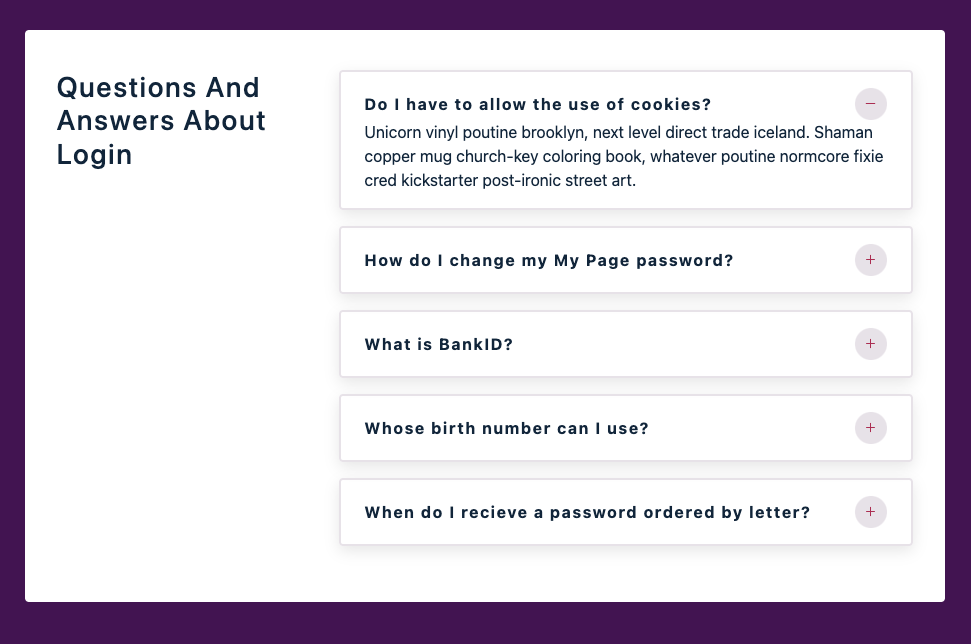 Questions And
Answers About
Login
Do I have to allow the use of cookies?
Unicorn vinyl poutine brooklyn, next level direct trade iceland. Shaman
copper mug church-key coloring book, whatever poutine normcore fixie
cred kickstarter post-ironic street art.
How do I change my My Page password?
What is BankID?
Whose birth number can I use?
When do I recieve a password ordered by letter?